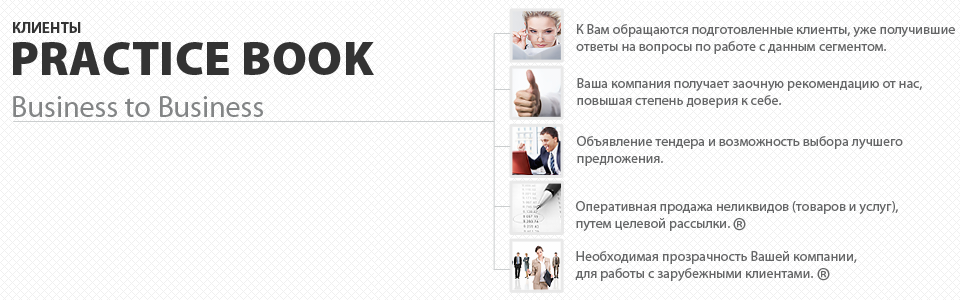 КЛИЕНТЫ
PRACTICE BOOK
Business to Business
К Вам обращаются подготовленные клиенты, уже получившие
ответы на вопросы по работе с данным сегментом.
Ваша компания получает заочную рекомендацию от нас,
повышая степень доверия к себе.
Объявление тендера и возможность выбора лучшего
предложения.
Оперативная продажа неликвидов (товаров и услуг),
путем целевой рассылки. ®
Необходимая прозрачность Вашей компании,
для работы с зарубежными клиентами. ®